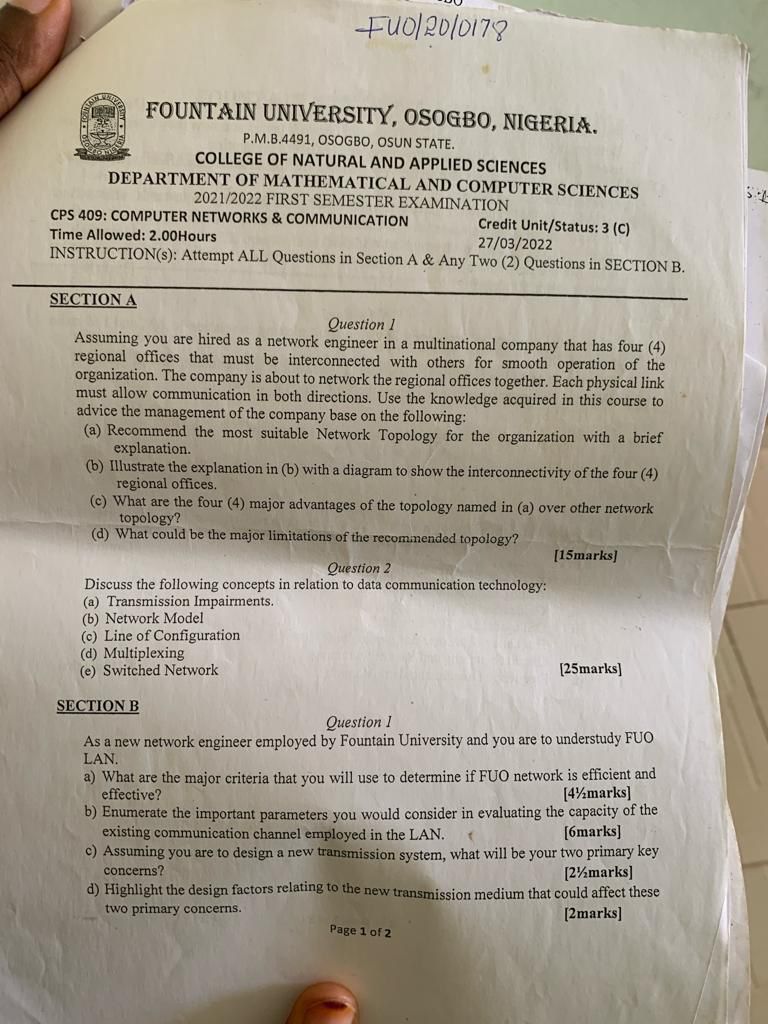 FUO/20/0178
FOUNTAIN UNIVERSITY, OSOGBO, NIGERIA.
P.M.B.4491, OSOGBO, OSUN STATE.
COLLEGE OF NATURAL AND APPLIED SCIENCES
DEPARTMENT OF MATHEMATICAL AND COMPUTER SCIENCES
2021/2022 FIRST SEMESTER EXAMINATION
CPS 409: COMPUTER NETWORKS & COMMUNICATION Credit Unit/Status: 3 (C)
Time Allowed: 2.00Hours 27/03/2022
INSTRUCTION(s): Attempt ALL Questions in Section A & Any Two (2) Questions in SECTION B.
SECTION A
Question 1
Assuming you are hired as a network engineer in a multinational company that has four (4)
regional offices that must be interconnected with others for smooth operation of the
organization. The company is about to network the regional offices together. Each physical link
must allow communication in both directions. Use the knowledge acquired in this course to
advice the management of the company base on the following:
(a) Recommend the most suitable Network Topology for the organization with a brief
explanation.
(b) Illustrate the explanation in (b) with a diagram to show the interconnectivity of the four (4)
regional offices.
(c) What are the four (4) major advantages of the topology named in (a) over other network
topology?
(d) What could be the major limitations of the recommended topology?
[15marks]
Question 2
Discuss the following concepts in relation to data communication technology:
(a) Transmission Impairments.
(b) Network Model
(c) Line of Configuration
(d) Multiplexing
(e) Switched Network [25marks]
SECTION B
Question 1
As a new network engineer employed by Fountain University and you are to understudy FUO
LAN.
a) What are the major criteria that you will use to determine if FUO network is efficient and
effective? [4½marks]
b) Enumerate the important parameters you would consider in evaluating the capacity of the
existing communication channel employed in the LAN. [6marks]
c) Assuming you are to design a new transmission system, what will be your two primary key
concerns? [2½marks]
d) Highlight the design factors relating to the new transmission medium that could affect these
two primary concerns. [2marks]
Page 1 of 2